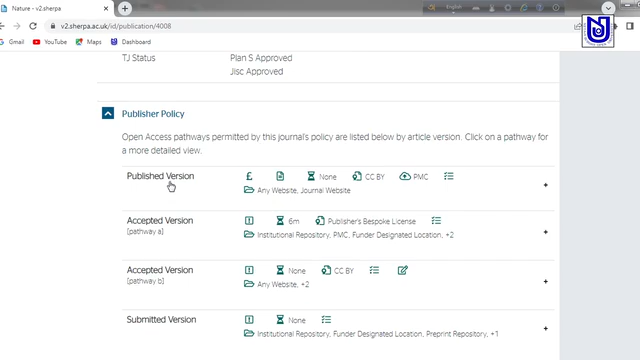 Nature - v2.sherpa.ac.uk
English
v2.sherpa.ac.uk/id/publication/4008
Gmail
YouTube
Maps
Dashboard
TJ Status
Plan S Approved
Jisc Approved
Publisher Policy
Open Access pathways permitted by this journal's policy are listed below by article version. Click on a pathway for
a more detailed view.
Published Version
£ None CC BY PMC
Any Website, Journal Website
+
Accepted Version
[pathway a]
6m Publisher's Bespoke License
Institutional Repository, PMC, Funder Designated Location, +2
+
Accepted Version
[pathway b]
None CC BY
Any Website, +2
+
Submitted Version
None
Institutional Repository, Funder Designated Location, Preprint Repository, +1
+